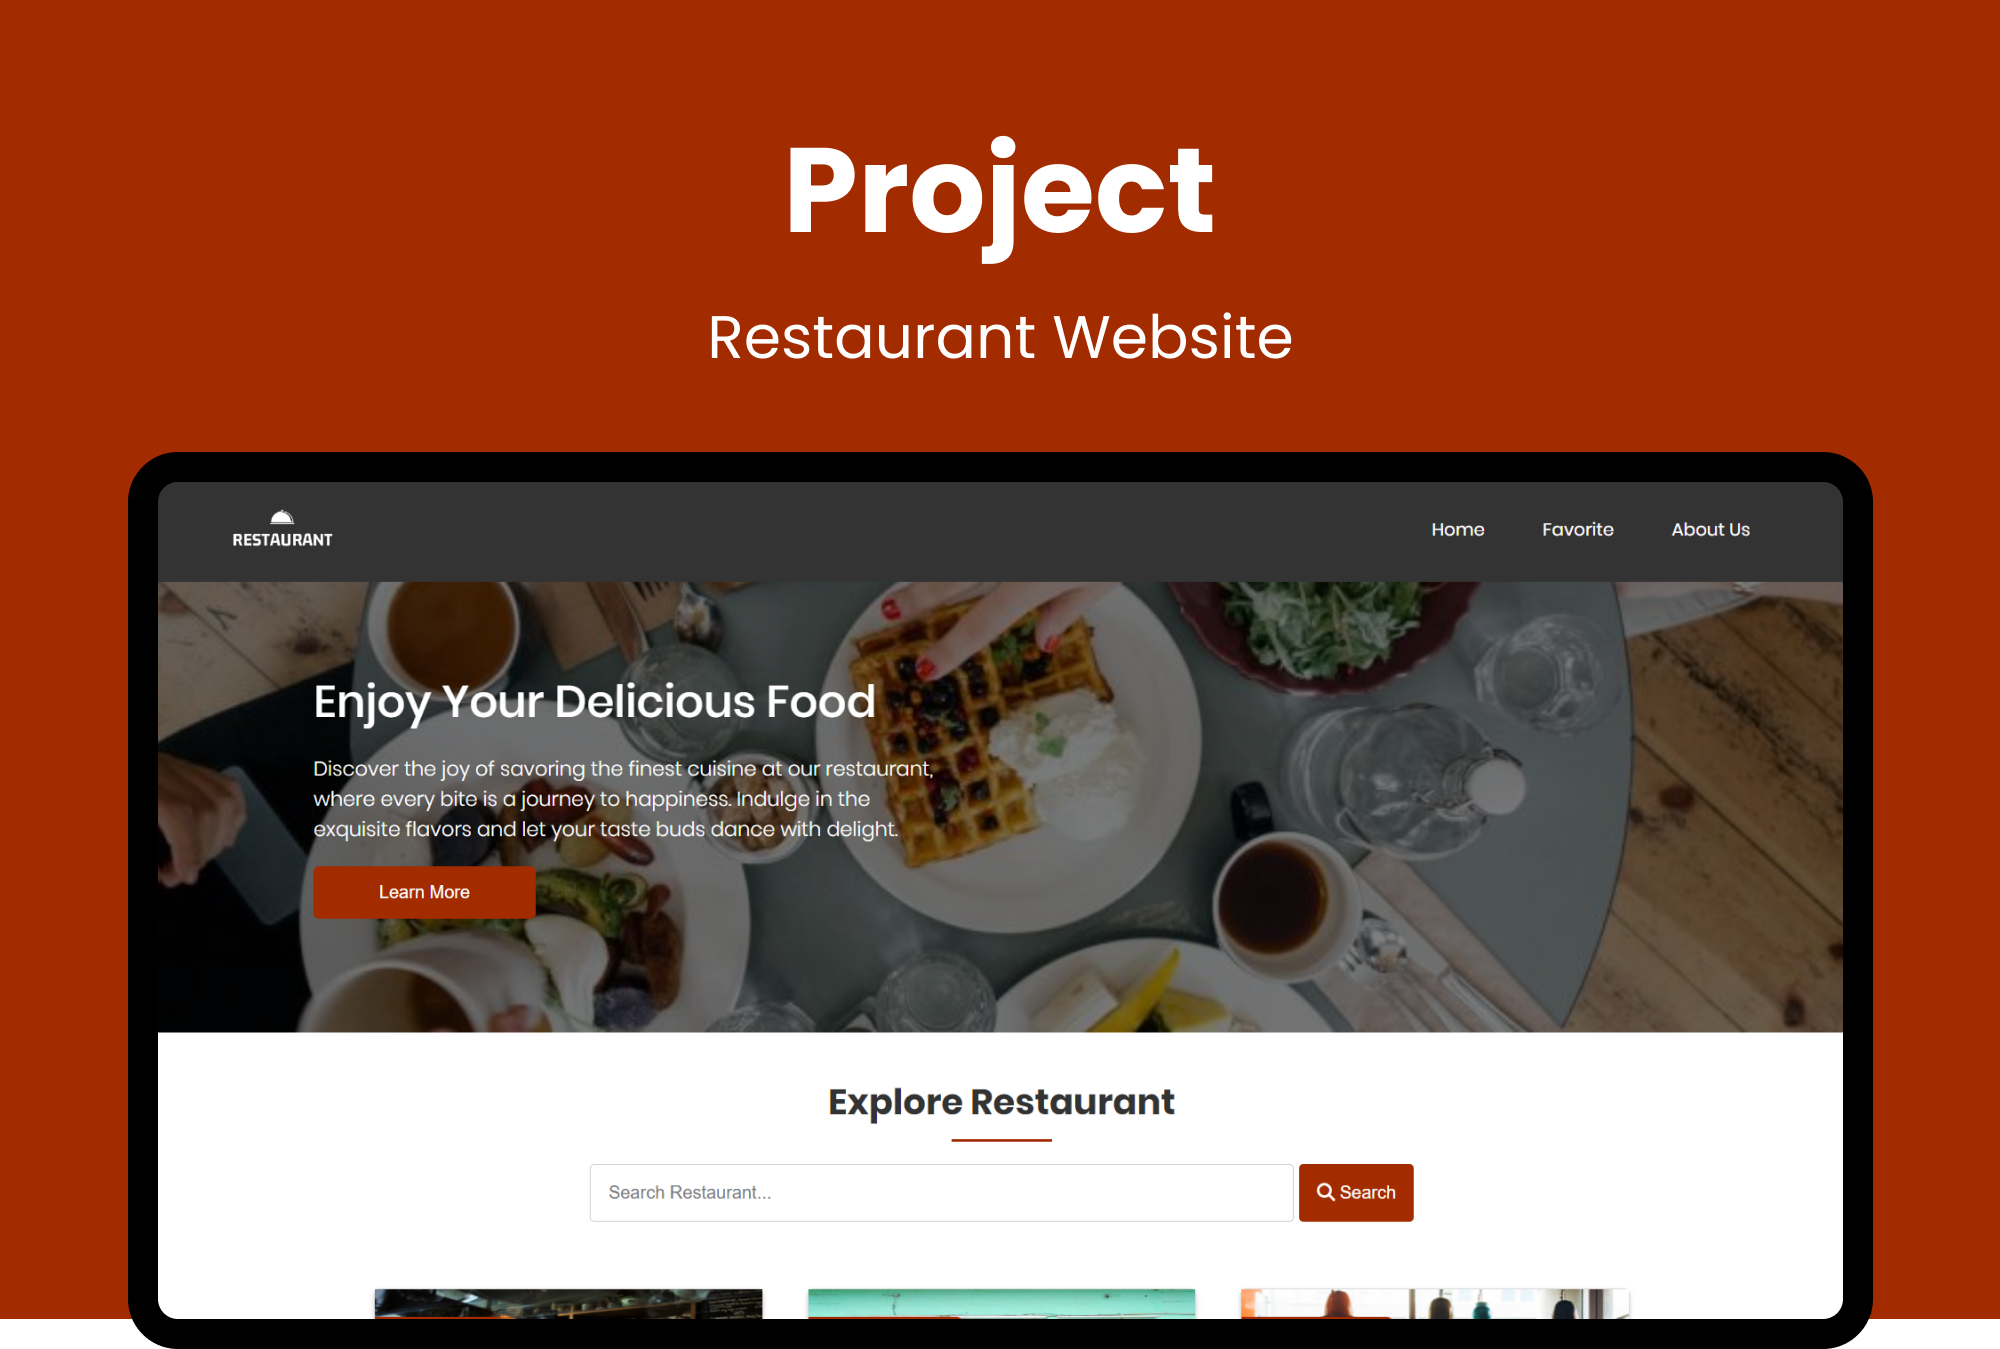 Project
Restaurant Website
RESTAURANT
Home Favorite About Us
Enjoy Your Delicious Food
Discover the joy of savoring the finest cuisine at our restaurant,
where every bite is a journey to happiness. Indulge in the
exquisite flavors and let your taste buds dance with delight.
Learn More
Explore Restaurant
Search Restaurant...
Search